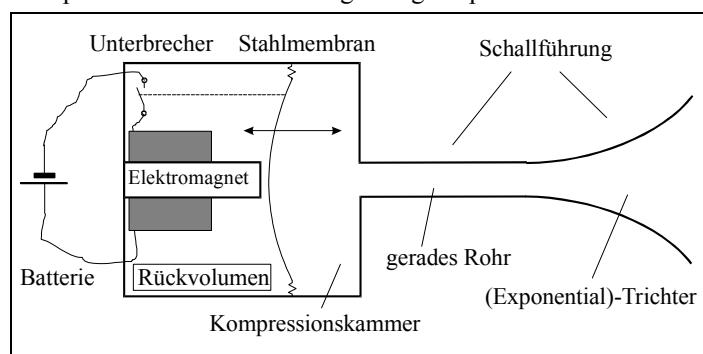 Unterbrecher
Stahlmembran
Schallführung
Elektromagnet
Batterie
Rückvolumen
gerades Rohr
(Exponential)-Trichter
Kompressionskammer